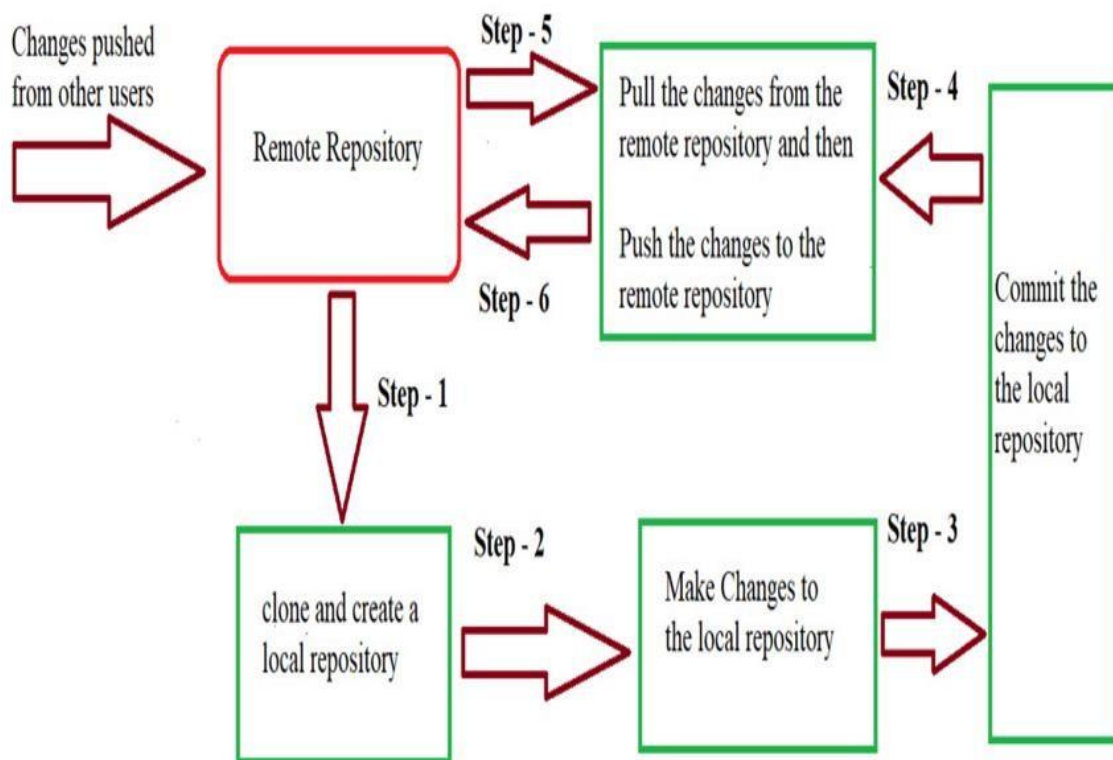 Changes pushed
from other users
Remote Repository
Step - 5
Pull the changes from the
remote repository and then
Push the changes to the
remote repository
Step - 4
Step - 6
Commit the
changes to
the local
repository
Step - 1
clone and create a
local repository
Step - 2
Make Changes to
the local repository
Step - 3